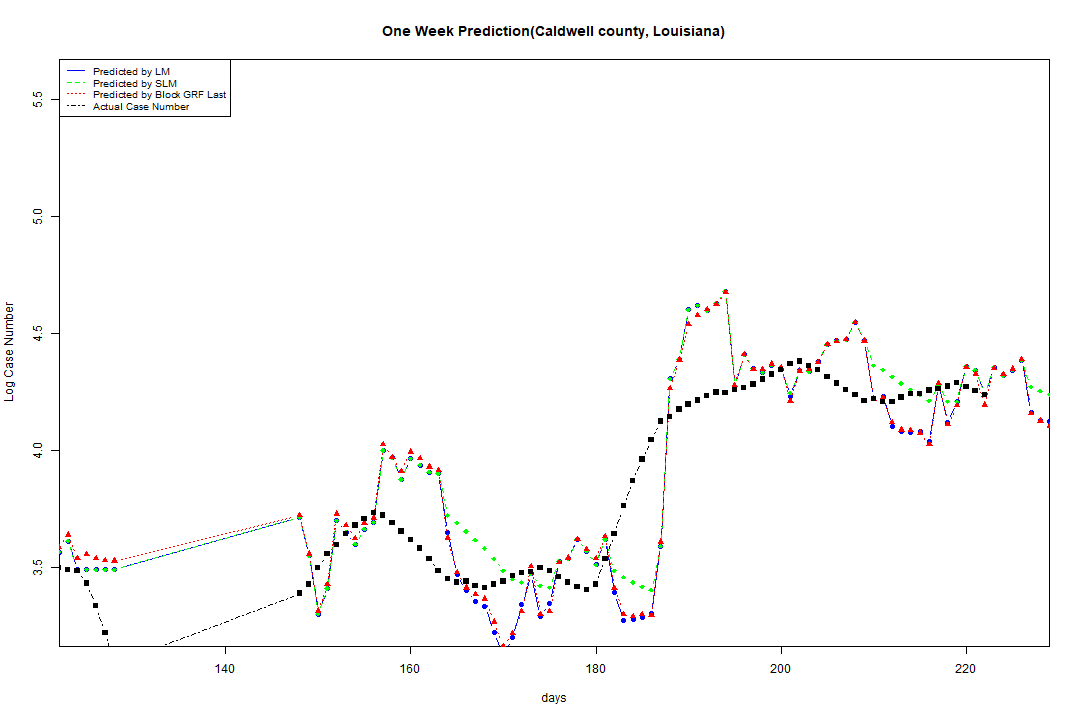 One Week Prediction(Caldwell county, Louisiana)
Predicted by LM
Predicted by SLM
Predicted by Block GRF Last
Actual Case Number
5.5
5.0
4.5
4.0
3.5
Log Case Number
140 160 180 200 220
days